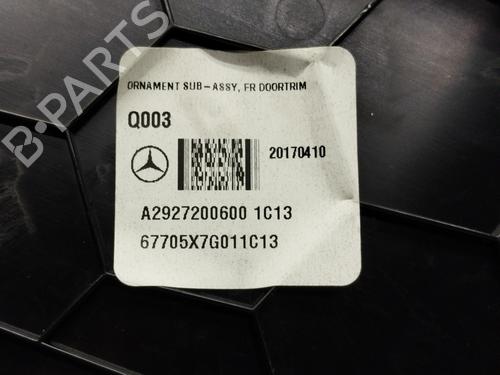 B-PARTS
ORNAMENT SUB-ASSY, FR DOORTRIM
Q003
20170410
A2927200600 1C13
67705X7G011C13